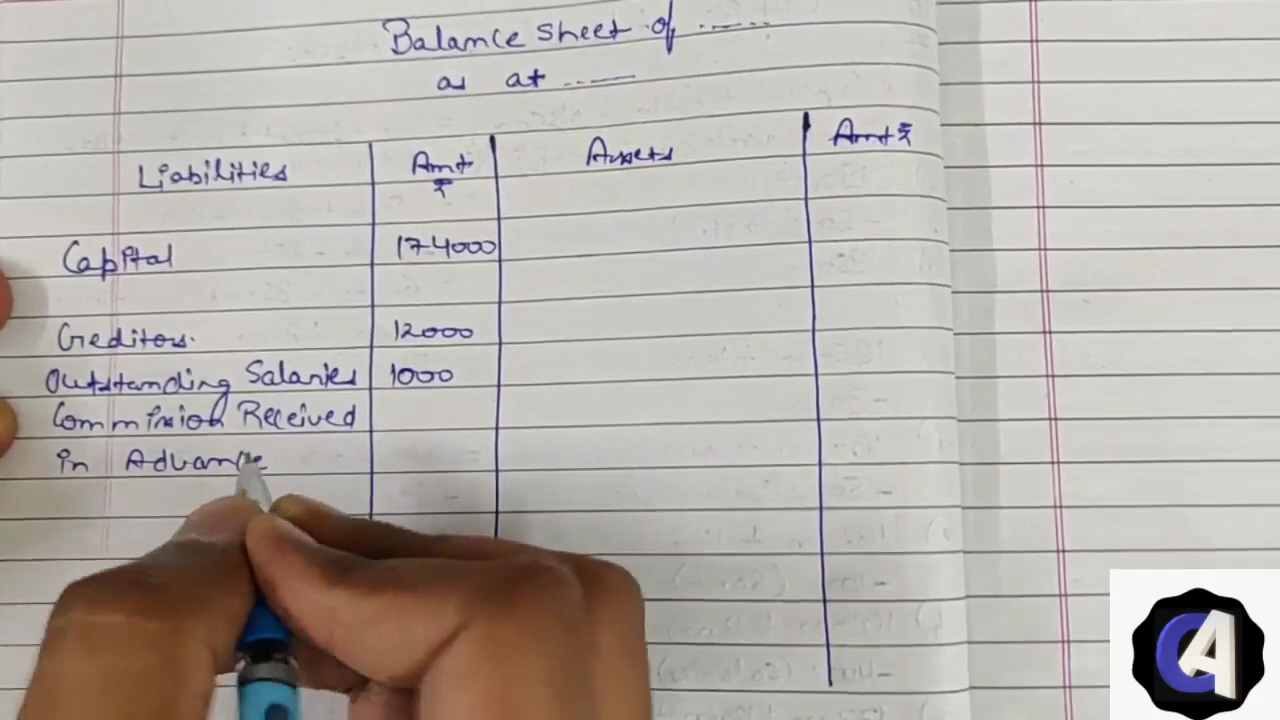 Balance Sheet of ......
as at ......
Liabilities Amt ₹ Assets Amt ₹
Capital 174000
Creditors. 12000
Outstanding Salaries 1000
Commission Received
in Advance
CA